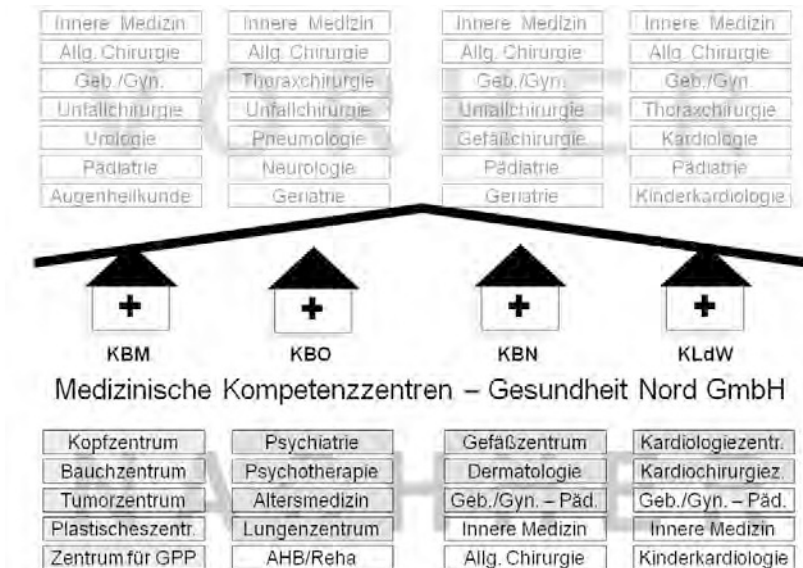 Innere Medizin Innere Medizin Innere Medizin Innere Medizin
Allg. Chirurgie Allg. Chirurgie Allg. Chirurgie Allg. Chirurgie
Geb./Gyn. Thoraxchirurgie Geb./Gyn. Geb./Gyn.
Unfallchirurgie Unfallchirurgie Unfallchirurgie Thoraxchirurgie
Urologie Pneumologie Gefäßchirurgie Kardiologie
Pädiatrie Neurologie Pädiatrie Pädiatrie
Augenheilkunde Geriatrie Geriatrie Kinderkardiologie
KBM KBO KBN KLdW
Medizinische Kompetenzzentren – Gesundheit Nord GmbH
Kopfzentrum Psychiatrie Gefäßzentrum Kardiologiezentr.
Bauchzentrum Psychotherapie Dermatologie Kardiochirurgiez.
Tumorzentrum Altersmedizin Geb./Gyn. – Päd. Geb./Gyn. – Päd.
Plastischeszentr. Lungenzentrum Innere Medizin Innere Medizin
Zentrum für GPP AHB/Reha Allg. Chirurgie Kinderkardiologie